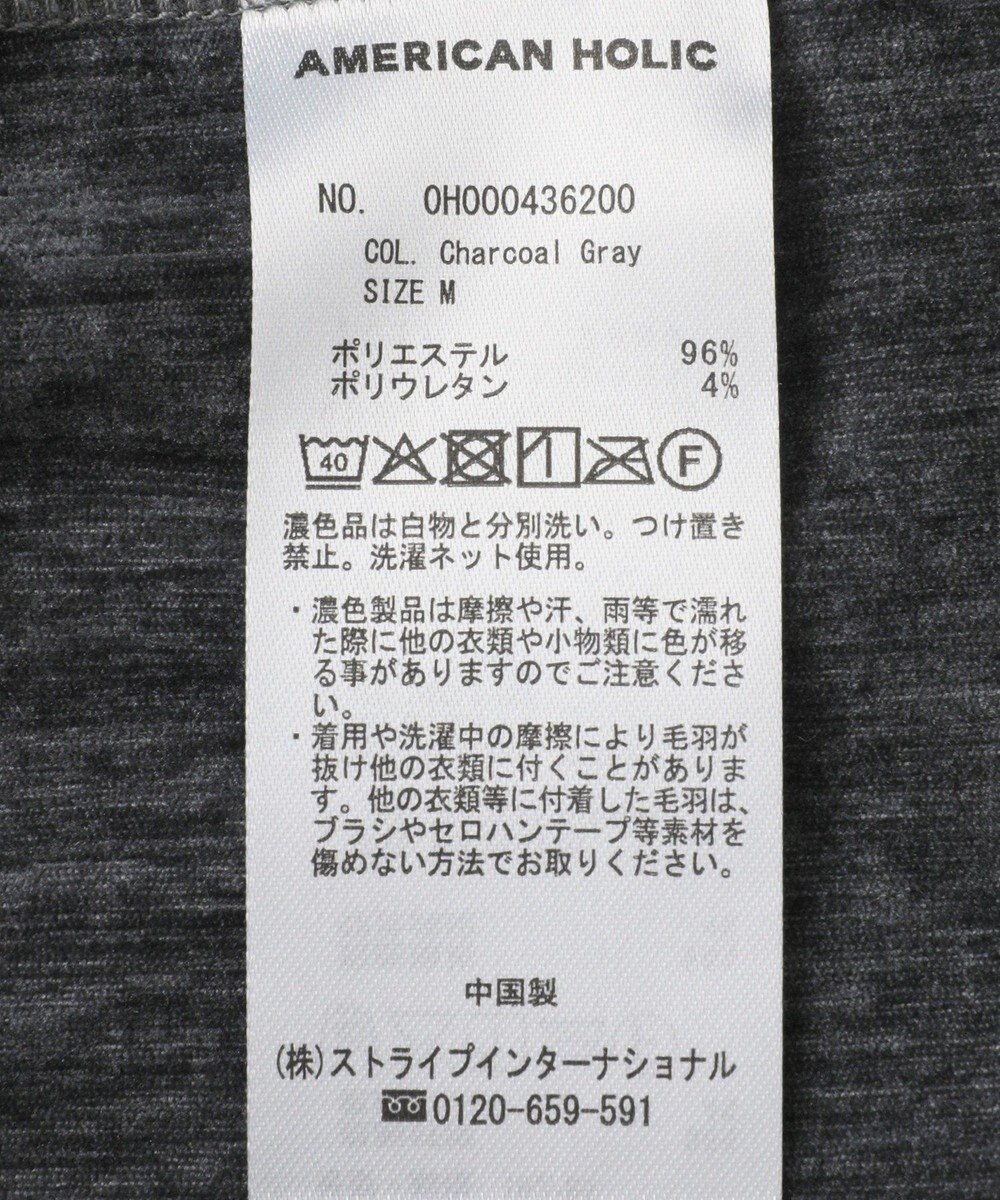 AMERICAN HOLIC
NO. 0H000436200
COL. Charcoal Gray
SIZE M
ポリエステル 96%
ポリウレタン 4%
40 F
濃色品は白物と分別洗い。つけ置き
禁止。洗濯ネット使用。
・濃色製品は摩擦や汗、雨等で濡れ
た際に他の衣類や小物類に色が移
る事がありますのでご注意くださ
い。
・着用や洗濯中の摩擦により毛羽が
抜け他の衣類に付くことがありま
す。他の衣類等に付着した毛羽は、
ブラシやセロハンテープ等素材を
傷めない方法でお取りください。
中国製
(株)ストライプインターナショナル
0120-659-591